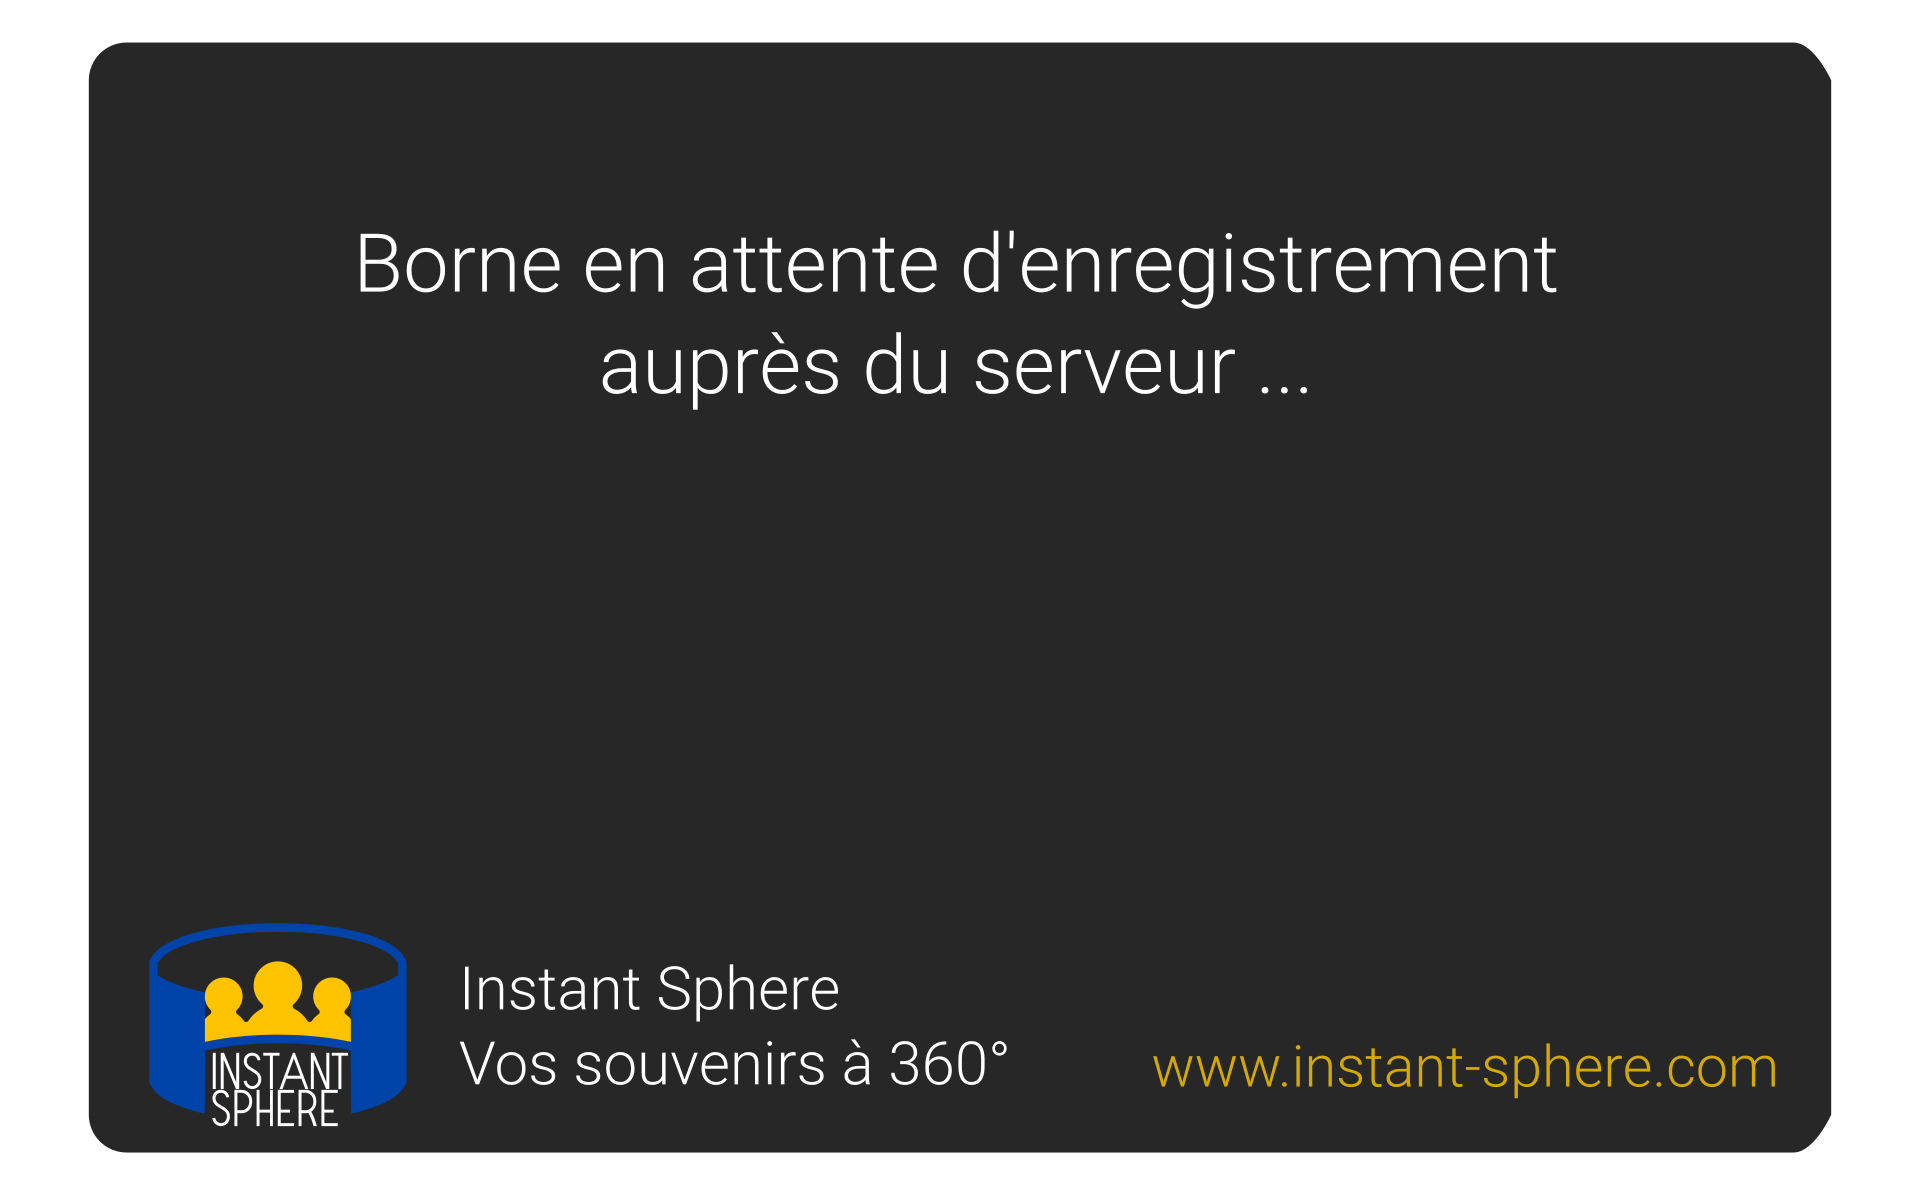 Borne en attente d'enregistrement
auprès du serveur ...
INSTANT
SPHERE
Instant Sphere
Vos souvenirs à 360°
www.instant-sphere.com